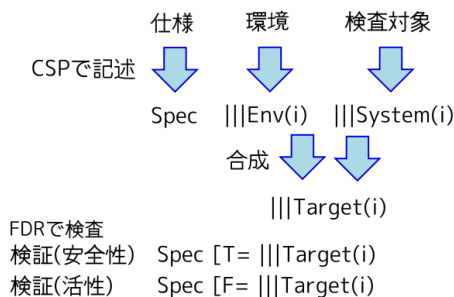 仕様 環境 検査対象
CSPで記述
Spec |||Env(i) |||System(i)
合成
|||Target(i)
FDRで検査
検証(安全性) Spec [T= |||Target(i)
検証(活性) Spec [F= |||Target(i)